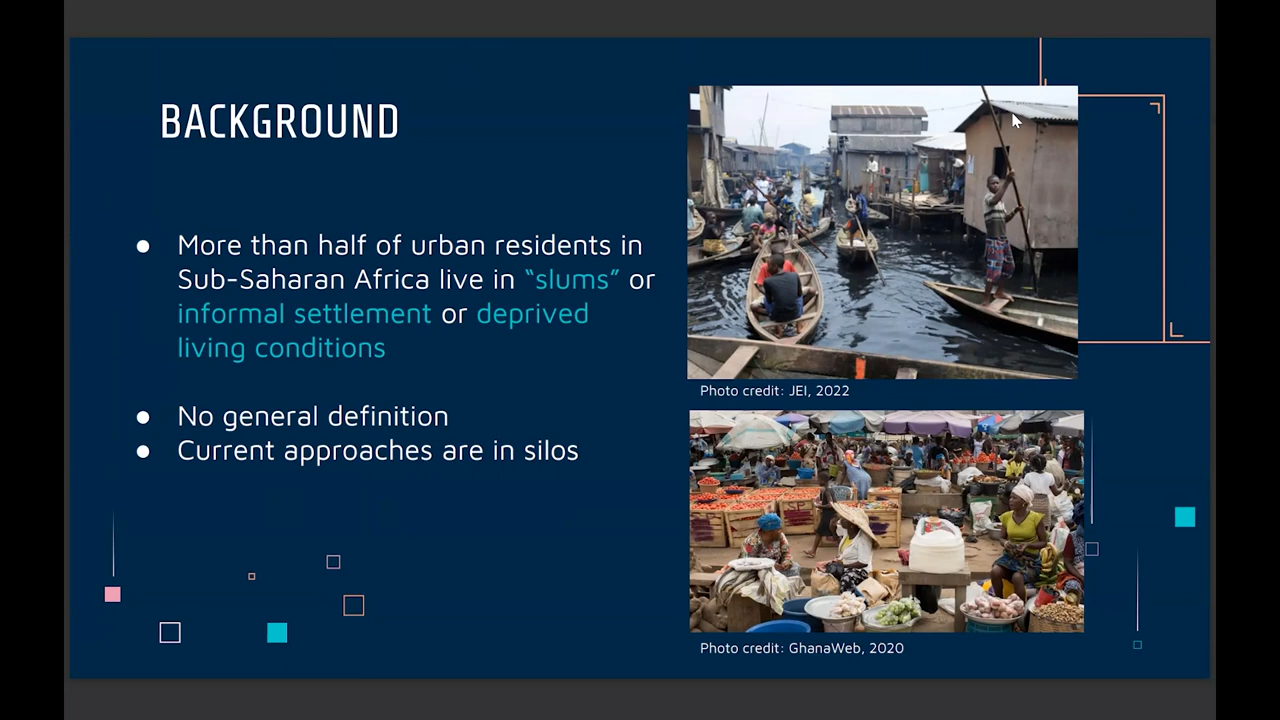 BACKGROUND
● More than half of urban residents in
Sub-Saharan Africa live in “slums” or
informal settlement or deprived
living conditions
● No general definition
● Current approaches are in silos
Photo credit: JEI, 2022
Photo credit: GhanaWeb, 2020